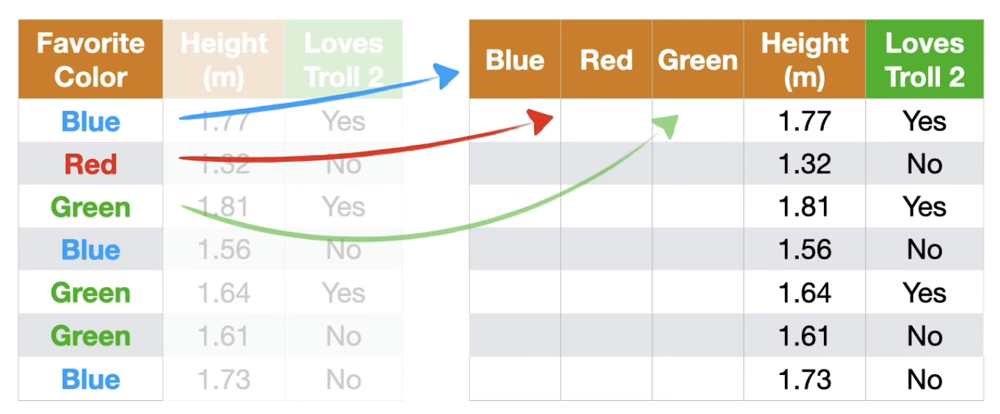 Favorite Color | Height (m) | Loves Troll 2
Blue | 1.77 | Yes
Red | 1.32 | No
Green | 1.81 | Yes
Blue | 1.56 | No
Green | 1.64 | Yes
Green | 1.61 | No
Blue | 1.73 | No
Blue | Red | Green | Height (m) | Loves Troll 2
1.77 | Yes
1.32 | No
1.81 | Yes
1.56 | No
1.64 | Yes
1.61 | No
1.73 | No